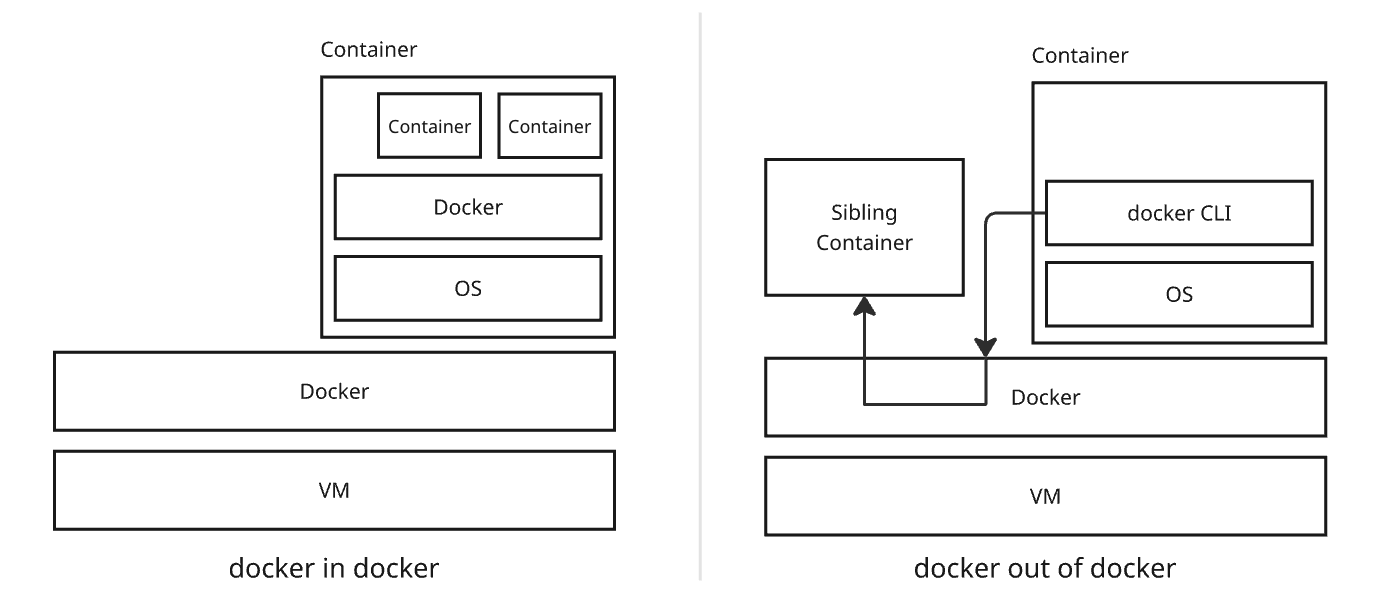 Container
Container
Container
Docker
OS
Docker
VM
docker in docker
Container
Sibling
Container
docker CLI
OS
Docker
VM
docker out of docker